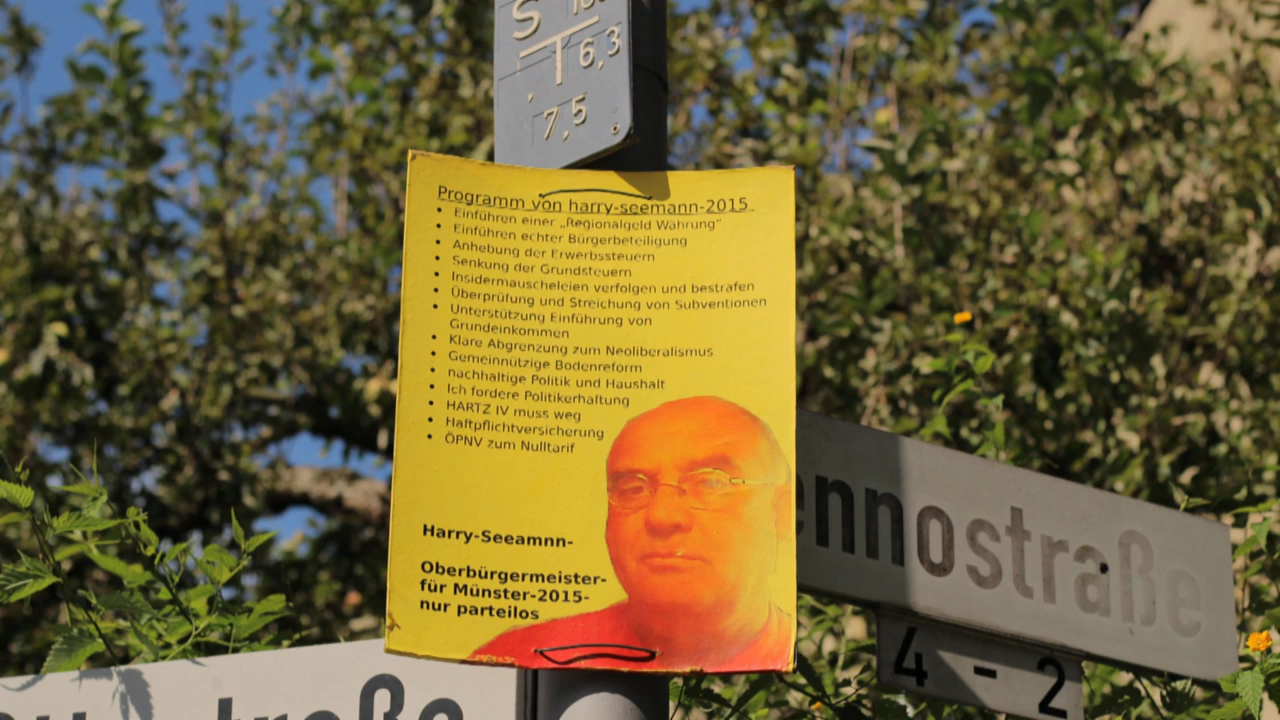 S
T 6,3
7,5
Programm von harry-seemann-2015
• Einführen einer „Regionalgeld Währung“
• Einführen echter Bürgerbeteiligung
• Anhebung der Erwerbssteuern
• Senkung der Grundsteuern
• Insidermauscheleien verfolgen und bestrafen
• Überprüfung und Streichung von Subventionen
• Unterstützung Einführung von
Grundeinkommen
• Klare Abgrenzung zum Neoliberalismus
• Gemeinnützige Bodenreform
• nachhaltige Politik und Haushalt
• Ich fordere Politikerhaftung
• HARTZ IV muss weg
• Haftpflichtversicherung
• ÖPNV zum Nulltarif
Harry-Seeamnn-
Oberbürgermeister-
für Münster-2015-
nur parteilos
ennostraße
4 - 2
traße